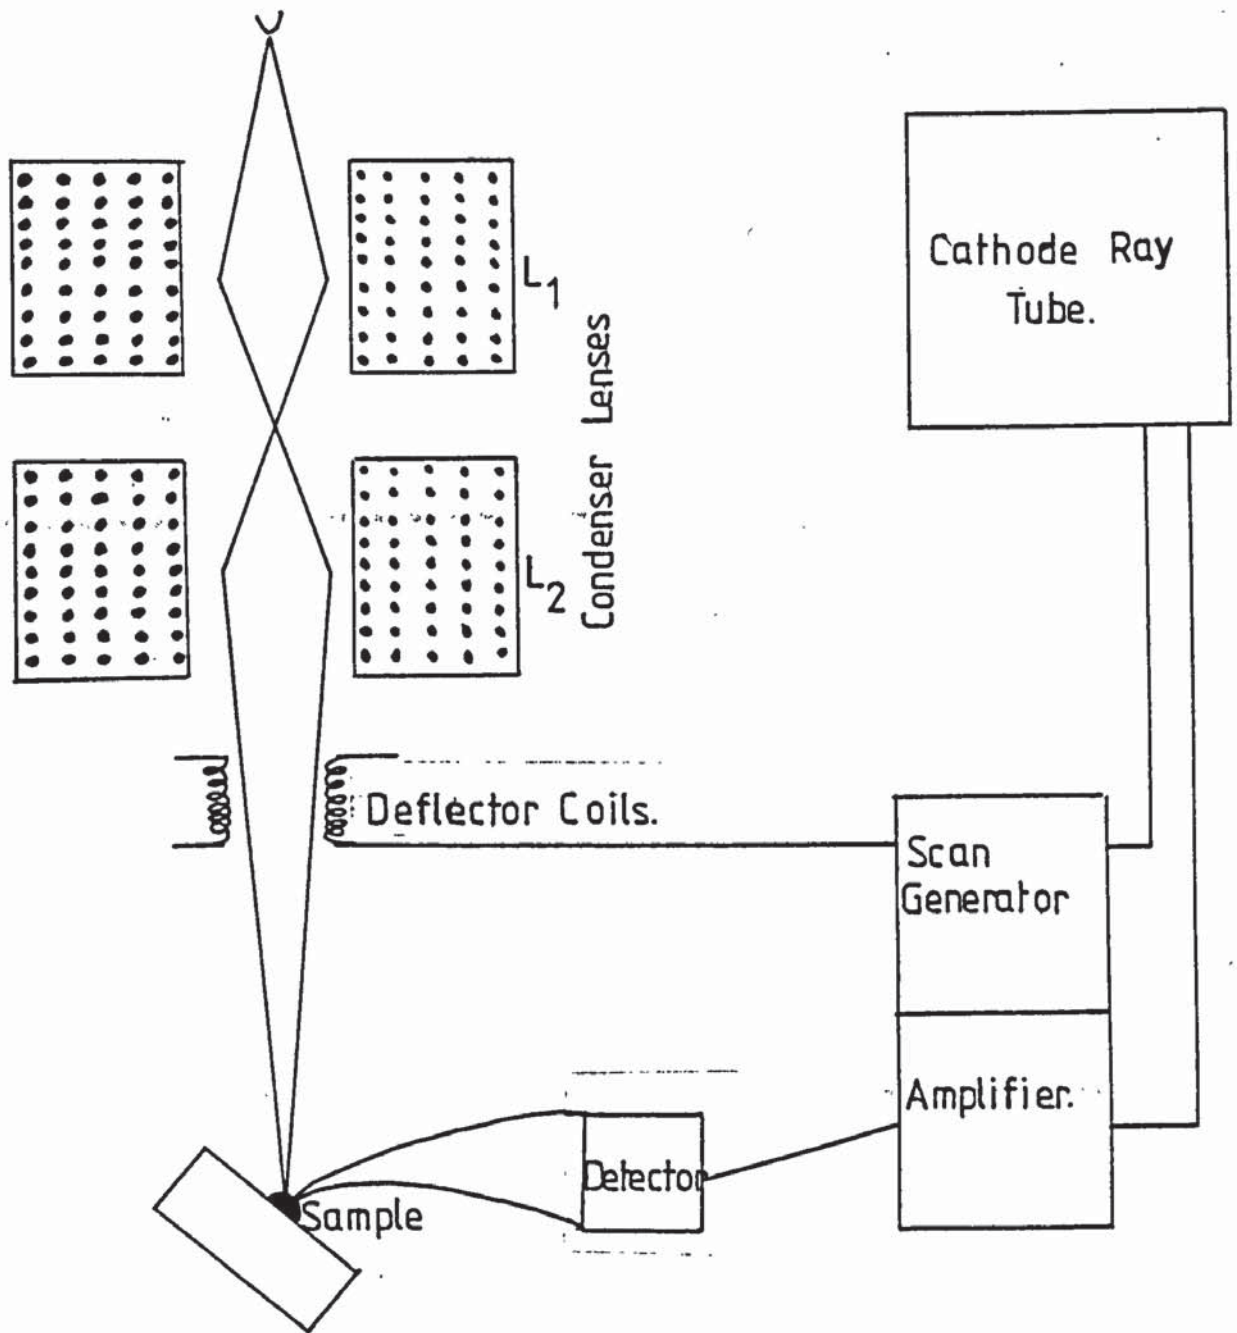 Cathode Ray
Tube.
L1
Condenser Lenses
L2
Deflector Coils.
Scan
Generator
Amplifier.
Detector
Sample